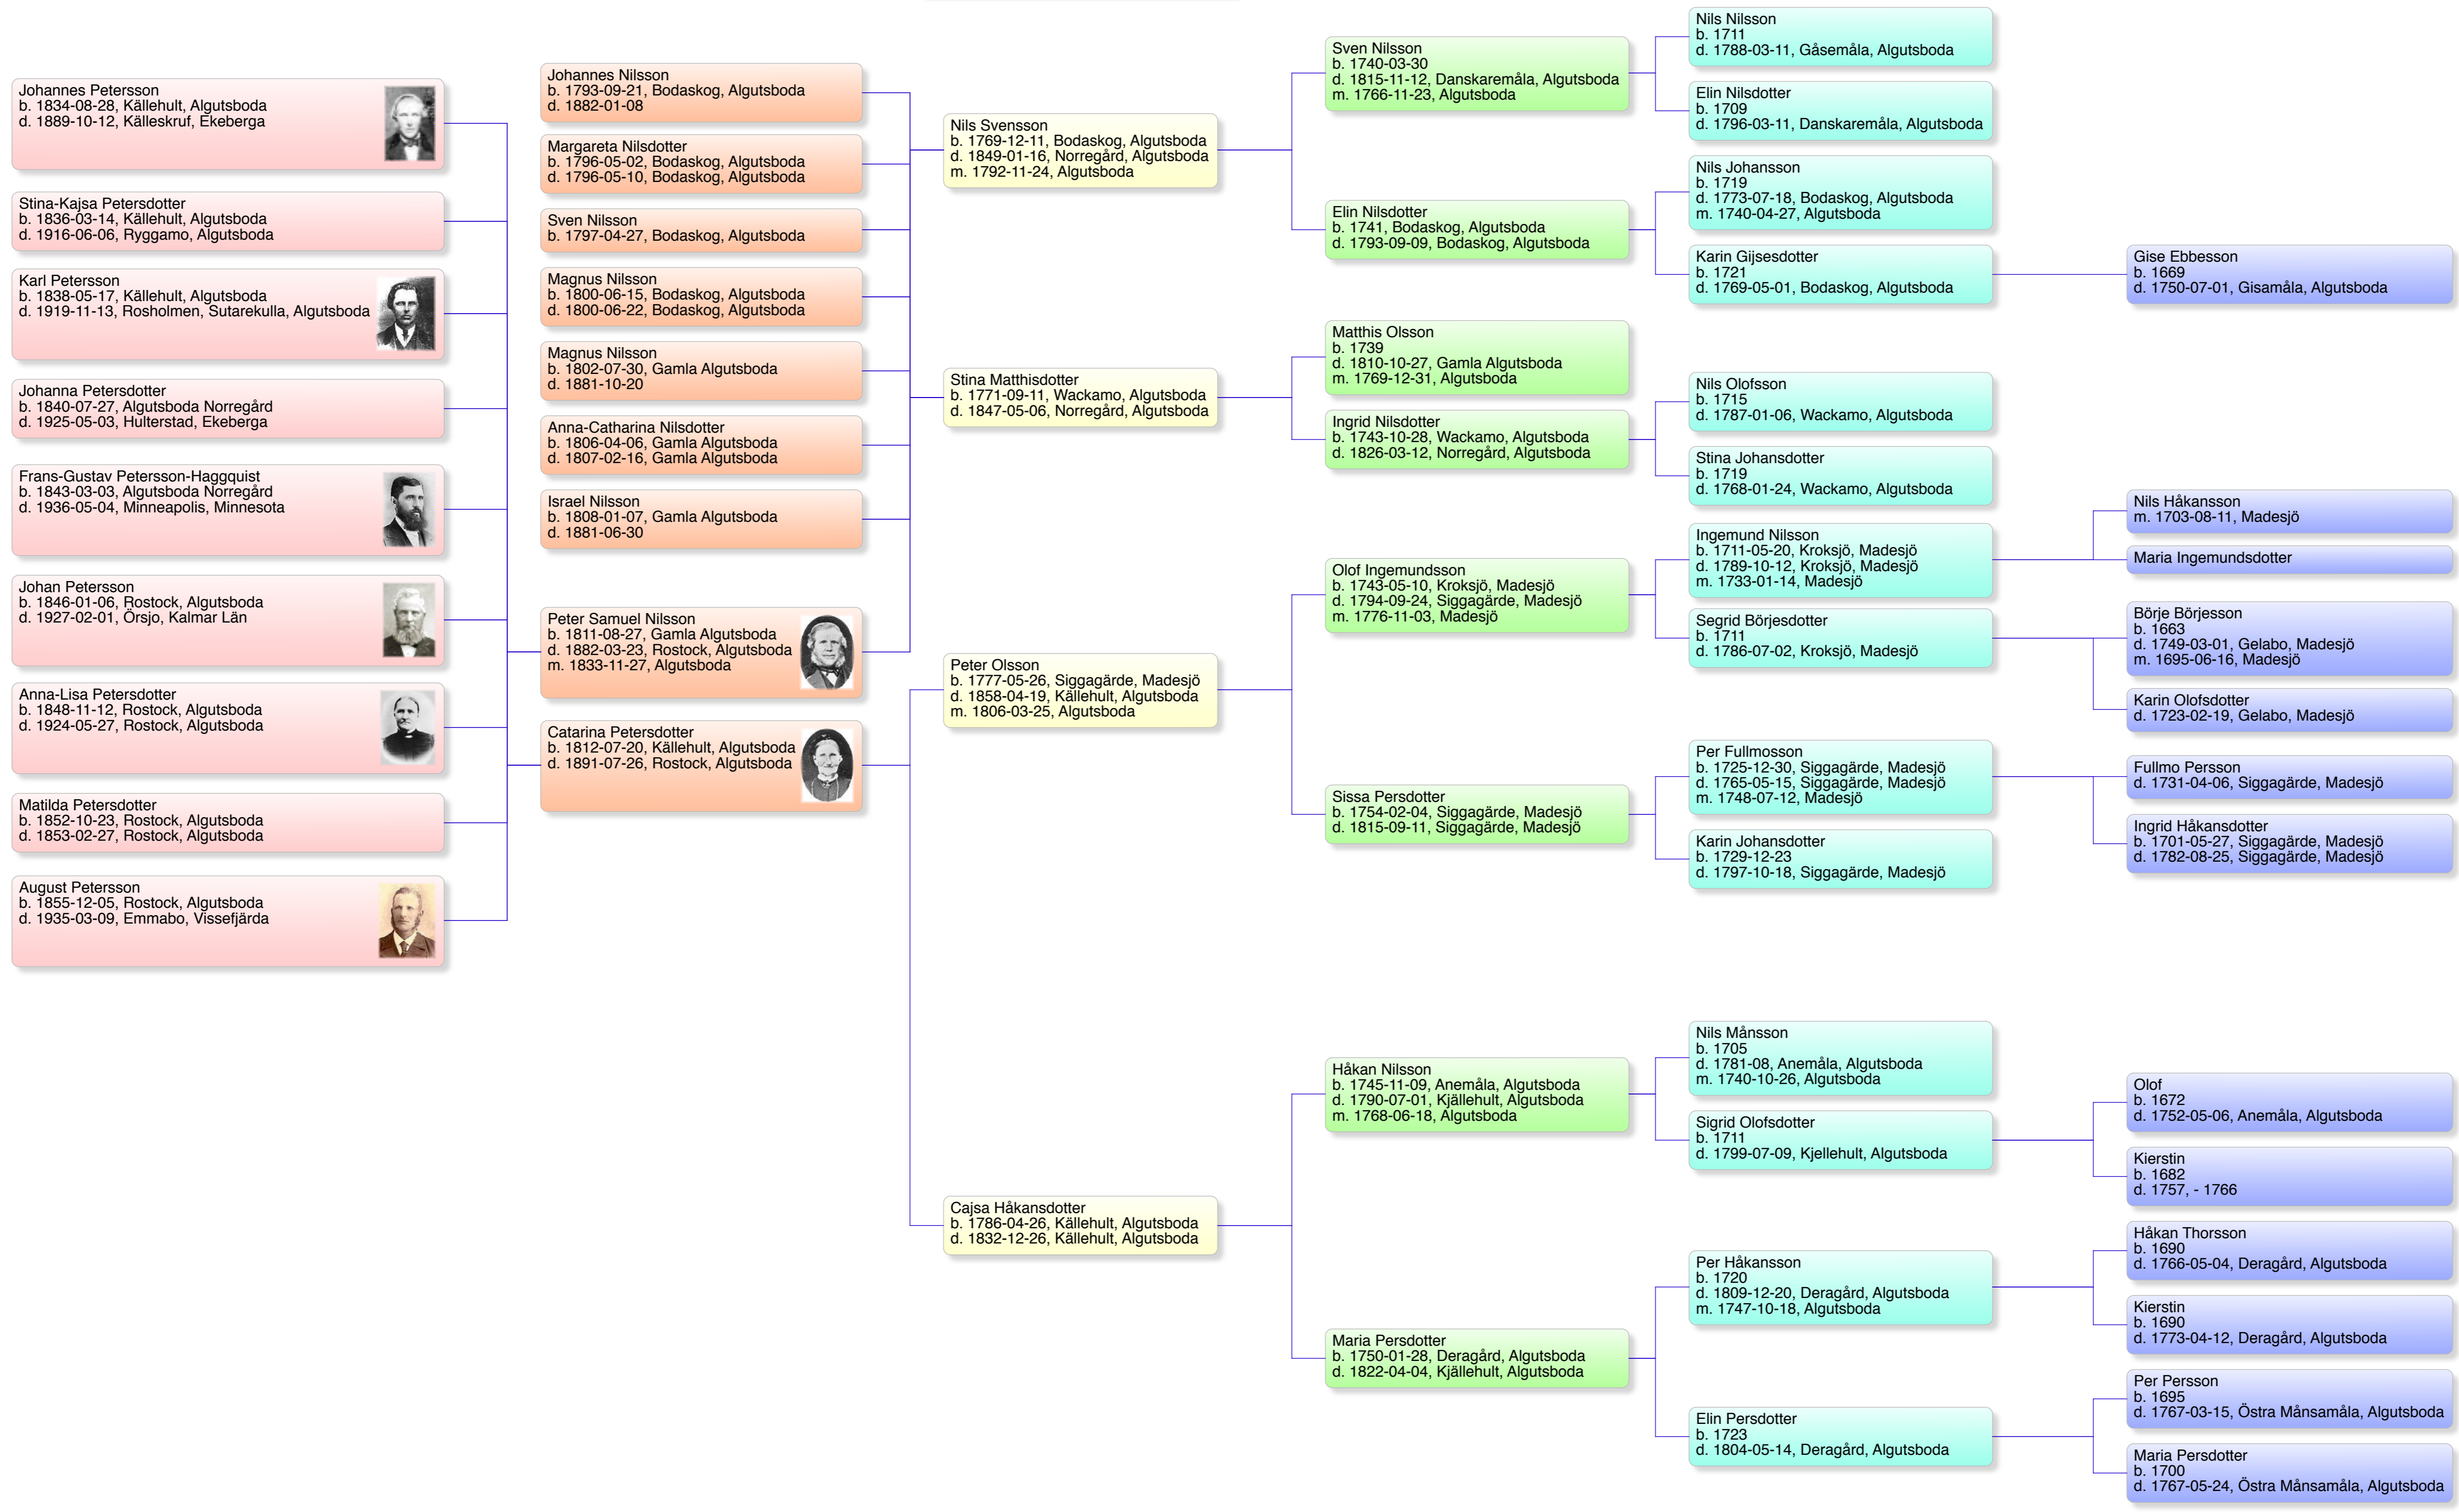 Johannes Petersson
b. 1834-08-28, Källehult, Algutsboda
d. 1889-10-12, Källeskruf, Ekeberga
Stina-Kajsa Petersdotter
b. 1836-03-14, Källehult, Algutsboda
d. 1916-06-06, Ryggamo, Algutsboda
Karl Petersson
b. 1838-05-17, Källehult, Algutsboda
d. 1919-11-13, Rosholmen, Sutarekulla, Algutsboda
Johanna Petersdotter
b. 1840-07-27, Algutsboda Norregård
d. 1925-05-03, Hulterstad, Ekeberga
Frans-Gustav Petersson-Haggquist
b. 1843-03-03, Algutsboda Norregård
d. 1936-05-04, Minneapolis, Minnesota
Johan Petersson
b. 1846-01-06, Rostock, Algutsboda
d. 1927-02-01, Örsjo, Kalmar Län
Anna-Lisa Petersdotter
b. 1848-11-12, Rostock, Algutsboda
d. 1924-05-27, Rostock, Algutsboda
Matilda Petersdotter
b. 1852-10-23, Rostock, Algutsboda
d. 1853-02-27, Rostock, Algutsboda
August Petersson
b. 1855-12-05, Rostock, Algutsboda
d. 1935-03-09, Emmabo, Vissefjärda
Johannes Nilsson
b. 1793-09-21, Bodaskog, Algutsboda
d. 1882-01-08
Margareta Nilsdotter
b. 1796-05-02, Bodaskog, Algutsboda
d. 1796-05-10, Bodaskog, Algutsboda
Sven Nilsson
b. 1797-04-27, Bodaskog, Algutsboda
Magnus Nilsson
b. 1800-06-15, Bodaskog, Algutsboda
d. 1800-06-22, Bodaskog, Algutsboda
Magnus Nilsson
b. 1802-07-30, Gamla Algutsboda
d. 1881-10-20
Anna-Catharina Nilsdotter
b. 1806-04-06, Gamla Algutsboda
d. 1807-02-16, Gamla Algutsboda
Israel Nilsson
b. 1808-01-07, Gamla Algutsboda
d. 1881-06-30
Peter Samuel Nilsson
b. 1811-08-27, Gamla Algutsboda
d. 1882-03-23, Rostock, Algutsboda
m. 1833-11-27, Algutsboda
Catarina Petersdotter
b. 1812-07-20, Källehult, Algutsboda
d. 1891-07-26, Rostock, Algutsboda
Nils Svensson
b. 1769-12-11, Bodaskog, Algutsboda
d. 1849-01-16, Norregård, Algutsboda
m. 1792-11-24, Algutsboda
Stina Matthisdotter
b. 1771-09-11, Wackamo, Algutsboda
d. 1847-05-06, Norregård, Algutsboda
Peter Olsson
b. 1777-05-26, Siggagärde, Madesjö
d. 1858-04-19, Källehult, Algutsboda
m. 1806-03-25, Algutsboda
Cajsa Håkansdotter
b. 1786-04-26, Källehult, Algutsboda
d. 1832-12-26, Källehult, Algutsboda
Sven Nilsson
b. 1740-03-30
d. 1815-11-12, Danskaremåla, Algutsboda
m. 1766-11-23, Algutsboda
Elin Nilsdotter
b. 1741, Bodaskog, Algutsboda
d. 1793-09-09, Bodaskog, Algutsboda
Matthis Olsson
b. 1739
d. 1810-10-27, Gamla Algutsboda
m. 1769-12-31, Algutsboda
Ingrid Nilsdotter
b. 1743-10-28, Wackamo, Algutsboda
d. 1826-03-12, Norregård, Algutsboda
Olof Ingemundsson
b. 1743-05-10, Kroksjö, Madesjö
d. 1794-09-24, Siggagärde, Madesjö
m. 1776-11-03, Madesjö
Sissa Persdotter
b. 1754-02-04, Siggagärde, Madesjö
d. 1815-09-11, Siggagärde, Madesjö
Håkan Nilsson
b. 1745-11-09, Anemåla, Algutsboda
d. 1790-07-01, Kjällehult, Algutsboda
m. 1768-06-18, Algutsboda
Maria Persdotter
b. 1750-01-28, Deragård, Algutsboda
d. 1822-04-04, Kjällehult, Algutsboda
Nils Nilsson
b. 1711
d. 1788-03-11, Gåsemåla, Algutsboda
Elin Nilsdotter
b. 1709
d. 1796-03-11, Danskaremåla, Algutsboda
Nils Johansson
b. 1719
d. 1773-07-18, Bodaskog, Algutsboda
m. 1740-04-27, Algutsboda
Karin Gijsesdotter
b. 1721
d. 1769-05-01, Bodaskog, Algutsboda
Nils Olofsson
b. 1715
d. 1787-01-06, Wackamo, Algutsboda
Stina Johansdotter
b. 1719
d. 1768-01-24, Wackamo, Algutsboda
Ingemund Nilsson
b. 1711-05-20, Kroksjö, Madesjö
d. 1789-10-12, Kroksjö, Madesjö
m. 1733-01-14, Madesjö
Segrid Börjesdotter
b. 1711
d. 1786-07-02, Kroksjö, Madesjö
Per Fullmosson
b. 1725-12-30, Siggagärde, Madesjö
d. 1765-05-15, Siggagärde, Madesjö
m. 1748-07-12, Madesjö
Karin Johansdotter
b. 1729-12-23
d. 1797-10-18, Siggagärde, Madesjö
Nils Månsson
b. 1705
d. 1781-08, Anemåla, Algutsboda
m. 1740-10-26, Algutsboda
Sigrid Olofsdotter
b. 1711
d. 1799-07-09, Kjellehult, Algutsboda
Per Håkansson
b. 1720
d. 1809-12-20, Deragård, Algutsboda
m. 1747-10-18, Algutsboda
Elin Persdotter
b. 1723
d. 1804-05-14, Deragård, Algutsboda
Gise Ebbesson
b. 1669
d. 1750-07-01, Gisamåla, Algutsboda
Nils Håkansson
m. 1703-08-11, Madesjö
Maria Ingemundsdotter
Börje Börjesson
b. 1663
d. 1749-03-01, Gelabo, Madesjö
m. 1695-06-16, Madesjö
Karin Olofsdotter
d. 1723-02-19, Gelabo, Madesjö
Fullmo Persson
d. 1731-04-06, Siggagärde, Madesjö
Ingrid Håkansdotter
b. 1701-05-27, Siggagärde, Madesjö
d. 1782-08-25, Siggagärde, Madesjö
Olof
b. 1672
d. 1752-05-06, Anemåla, Algutsboda
Kierstin
b. 1682
d. 1757, - 1766
Håkan Thorsson
b. 1690
d. 1766-05-04, Deragård, Algutsboda
Kierstin
b. 1690
d. 1773-04-12, Deragård, Algutsboda
Per Persson
b. 1695
d. 1767-03-15, Östra Månsamåla, Algutsboda
Maria Persdotter
b. 1700
d. 1767-05-24, Östra Månsamåla, Algutsboda